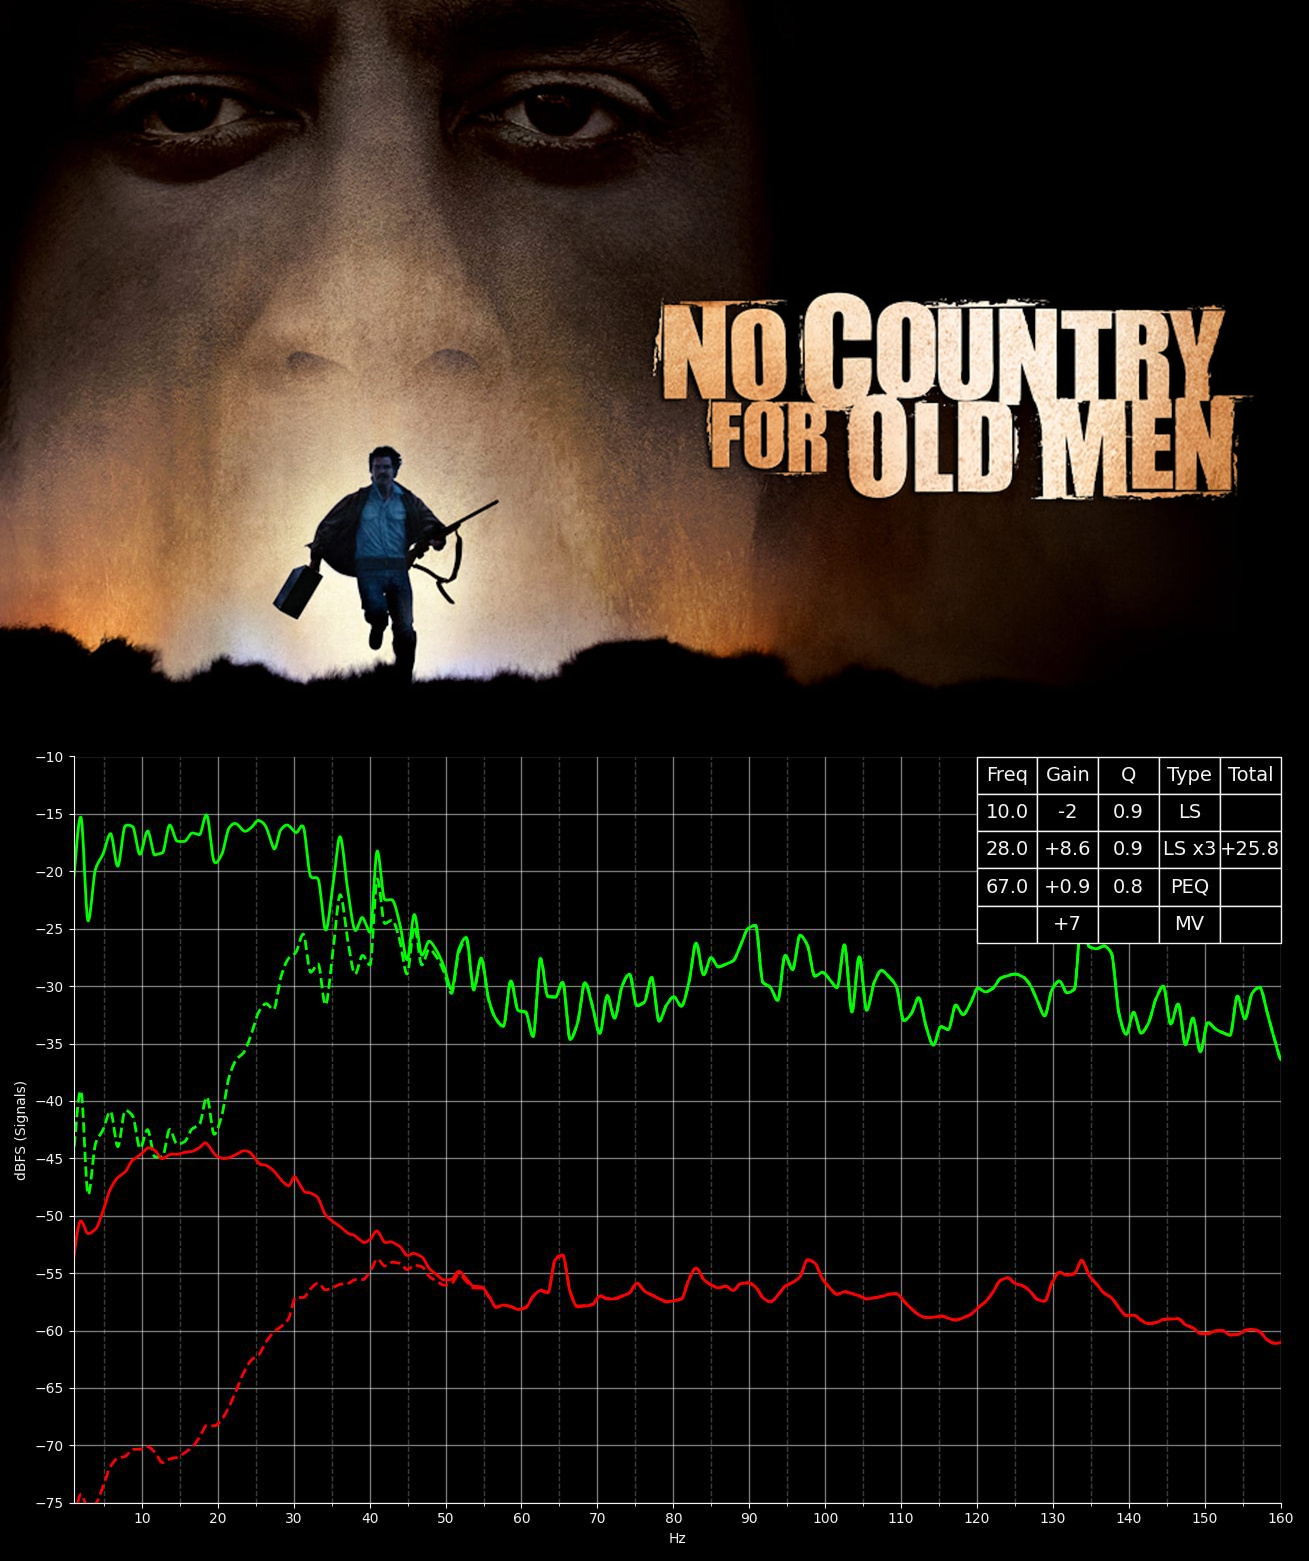 NO COUNTRY
FOR OLD MEN
Freq Gain Q Type Total
10.0 -2 0.9 LS
28.0 +8.6 0.9 LS x3 +25.8
67.0 +0.9 0.8 PEQ
+7 MV
−10
−15
−20
−25
−30
−35
−40
−45
−50
−55
−60
−65
−70
−75
dBFS (Signals)
10 20 30 40 50 60 70 80 90 100 110 120 130 140 150 160
Hz